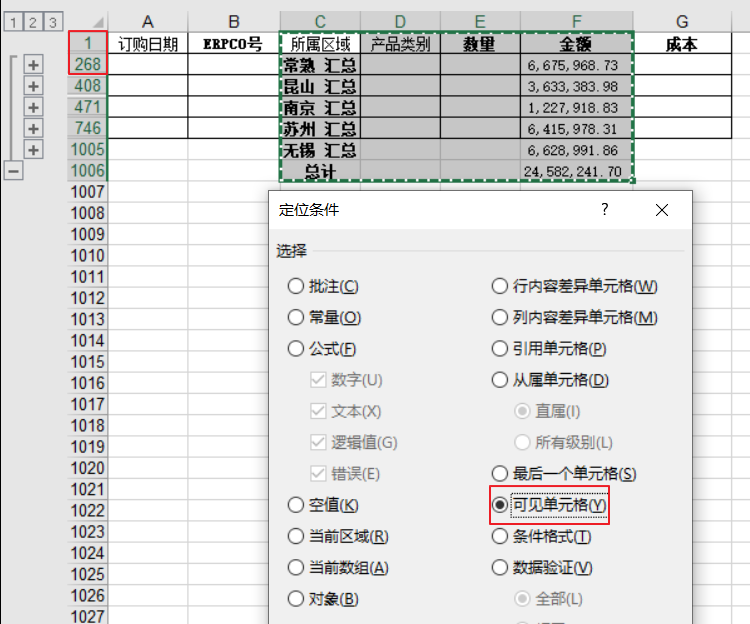 1 2 3 A B C D E F G
1 订购日期 ERPCO号 所属区域 产品类别 数量 金额 成本
268 常熟 汇总 6,675,968.73
408 昆山 汇总 3,633,383.98
471 南京 汇总 1,227,918.83
746 苏州 汇总 6,415,978.31
1005 无锡 汇总 6,628,991.86
1006 总计 24,582,241.70
1007
1008
1009
1010
1011
1012
1013
1014
1015
1016
1017
1018
1019
1020
1021
1022
1023
1024
1025
1026
1027
定位条件 ?
选择
批注(C) 行内容差异单元格(W)
常量(O) 列内容差异单元格(M)
公式(F) 引用单元格(P)
数字(U) 从属单元格(D)
文本(X) 直属(I)
逻辑值(G) 所有级别(L)
错误(E) 最后一个单元格(S)
空值(K) 可见单元格(Y)
当前区域(R) 条件格式(T)
当前数组(A) 数据验证(V)
对象(B) 全部(L)